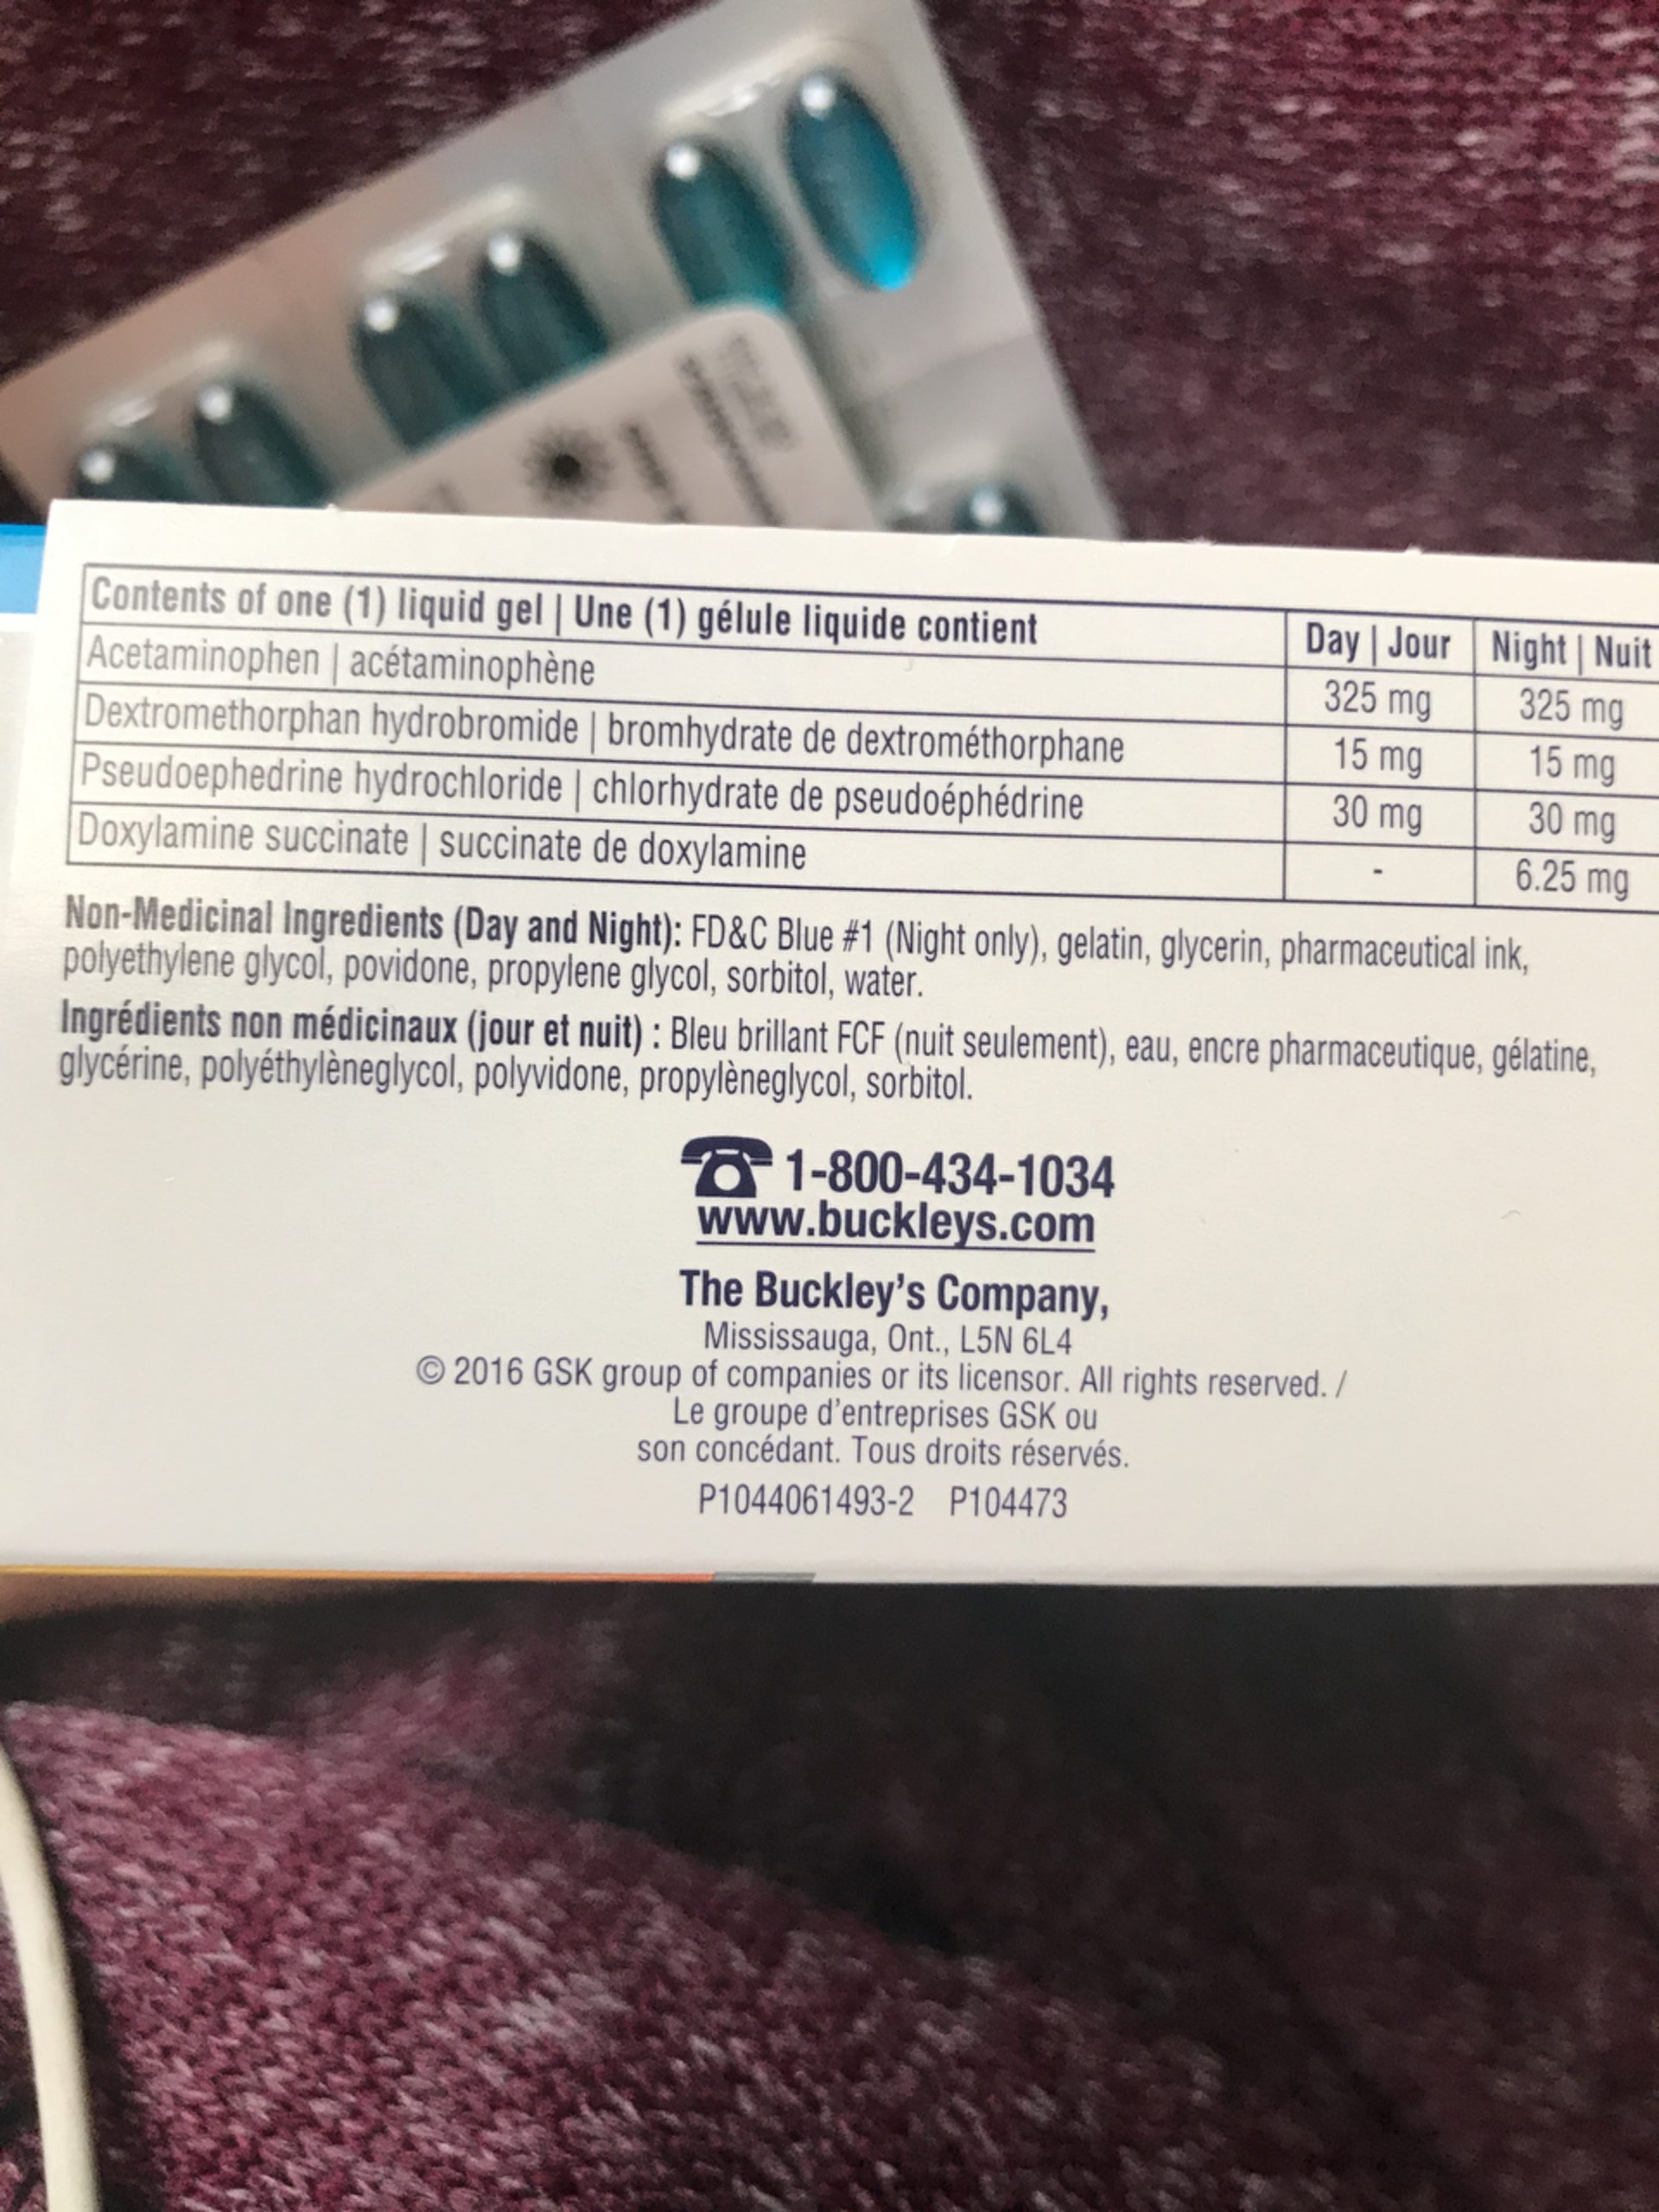 Contents of one (1) liquid gel | Une (1) gélule liquide contient Day | Jour Night | Nuit
Acetaminophen | acétaminophène 325 mg 325 mg
Dextromethorphan hydrobromide | bromhydrate de dextrométhorphane 15 mg 15 mg
Pseudoephedrine hydrochloride | chlorhydrate de pseudoéphédrine 30 mg 30 mg
Doxylamine succinate | succinate de doxylamine - 6.25 mg
Non-Medicinal Ingredients (Day and Night): FD&C Blue #1 (Night only), gelatin, glycerin, pharmaceutical ink,
polyethylene glycol, povidone, propylene glycol, sorbitol, water.
Ingrédients non médicinaux (jour et nuit) : Bleu brillant FCF (nuit seulement), eau, encre pharmaceutique, gélatine,
glycérine, polyéthylèneglycol, polyvidone, propylèneglycol, sorbitol.
1-800-434-1034
www.buckleys.com
The Buckley's Company,
Mississauga, Ont., L5N 6L4
© 2016 GSK group of companies or its licensor. All rights reserved. /
Le groupe d'entreprises GSK ou
son concédant. Tous droits réservés.
P1044061493-2 P104473